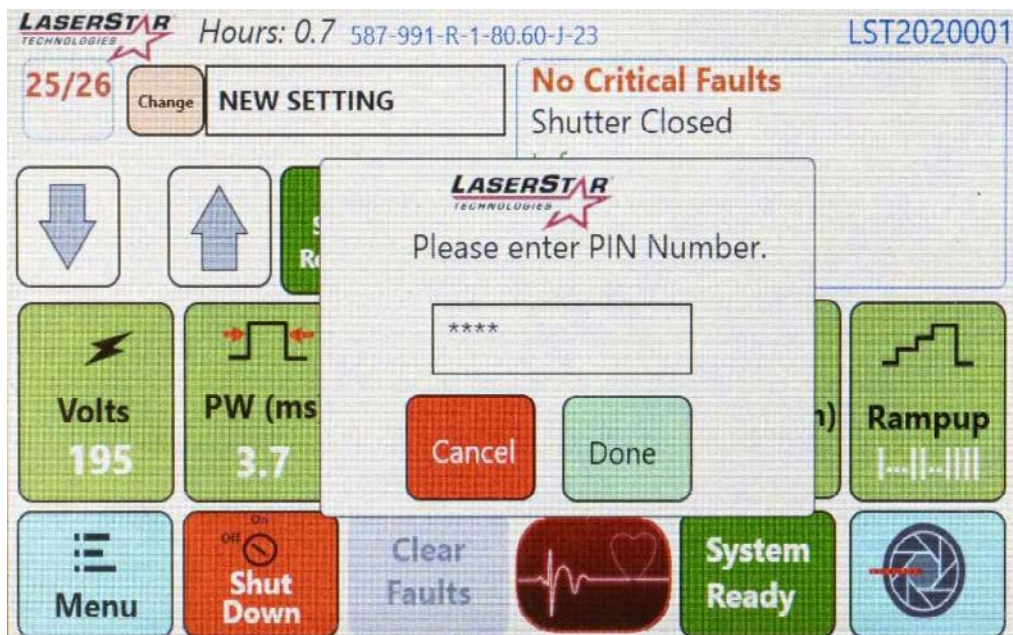 LASERSTAR
TECHNOLOGIES
Hours: 0.7 587-991-R-1-80.60-J-23
LST2020001
25/26
Change
NEW SETTING
No Critical Faults
Shutter Closed
LASERSTAR
TECHNOLOGIES
Please enter PIN Number.
****
Cancel
Done
Volts
195
PW (ms
3.7
Rampup
Menu
On
Off
Shut
Down
Clear
Faults
System
Ready